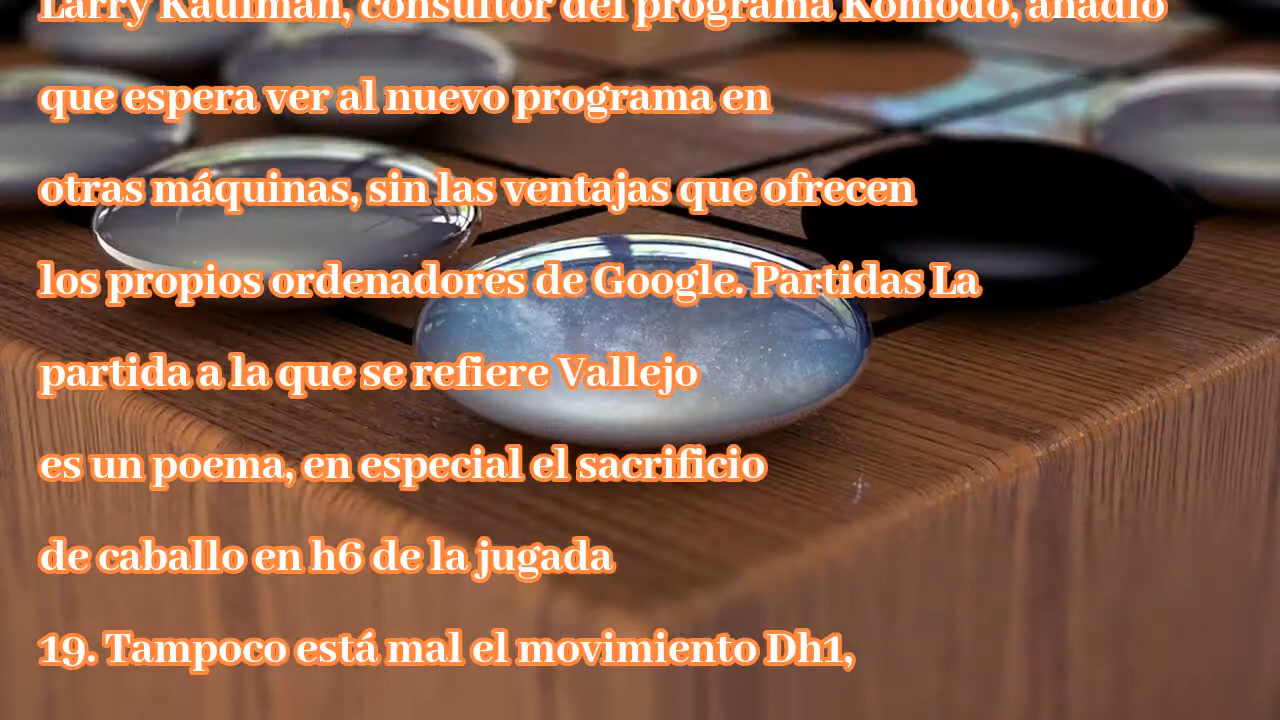 Larry Kaufman, consultor del programa Komodo, añadió
que espera ver al nuevo programa en
otras máquinas, sin las ventajas que ofrecen
los propios ordenadores de Google. Partidas La
partida a la que se refiere Vallejo
es un poema, en especial el sacrificio
de caballo en h6 de la jugada
19. Tampoco está mal el movimiento Dh1,